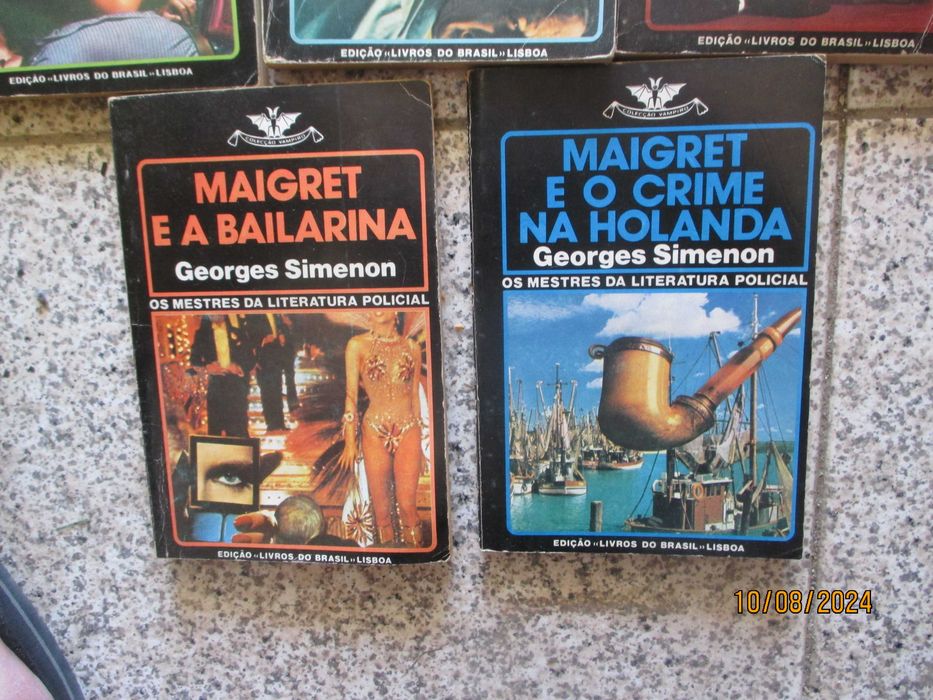 EDIÇÃO «LIVROS DO BRASIL» LISBOA
EDIÇÃO «LIVROS DO BRASIL» LISBOA
EDIÇÃO «LIVROS DO BRASIL» LISBOA
COLECÇÃO VAMPIRO
MAIGRET
E A BAILARINA
Georges Simenon
OS MESTRES DA LITERATURA POLICIAL
EDIÇÃO «LIVROS DO BRASIL» LISBOA
COLECÇÃO VAMPIRO
MAIGRET
E O CRIME
NA HOLANDA
Georges Simenon
OS MESTRES DA LITERATURA POLICIAL
EDIÇÃO «LIVROS DO BRASIL» LISBOA
10/08/2024